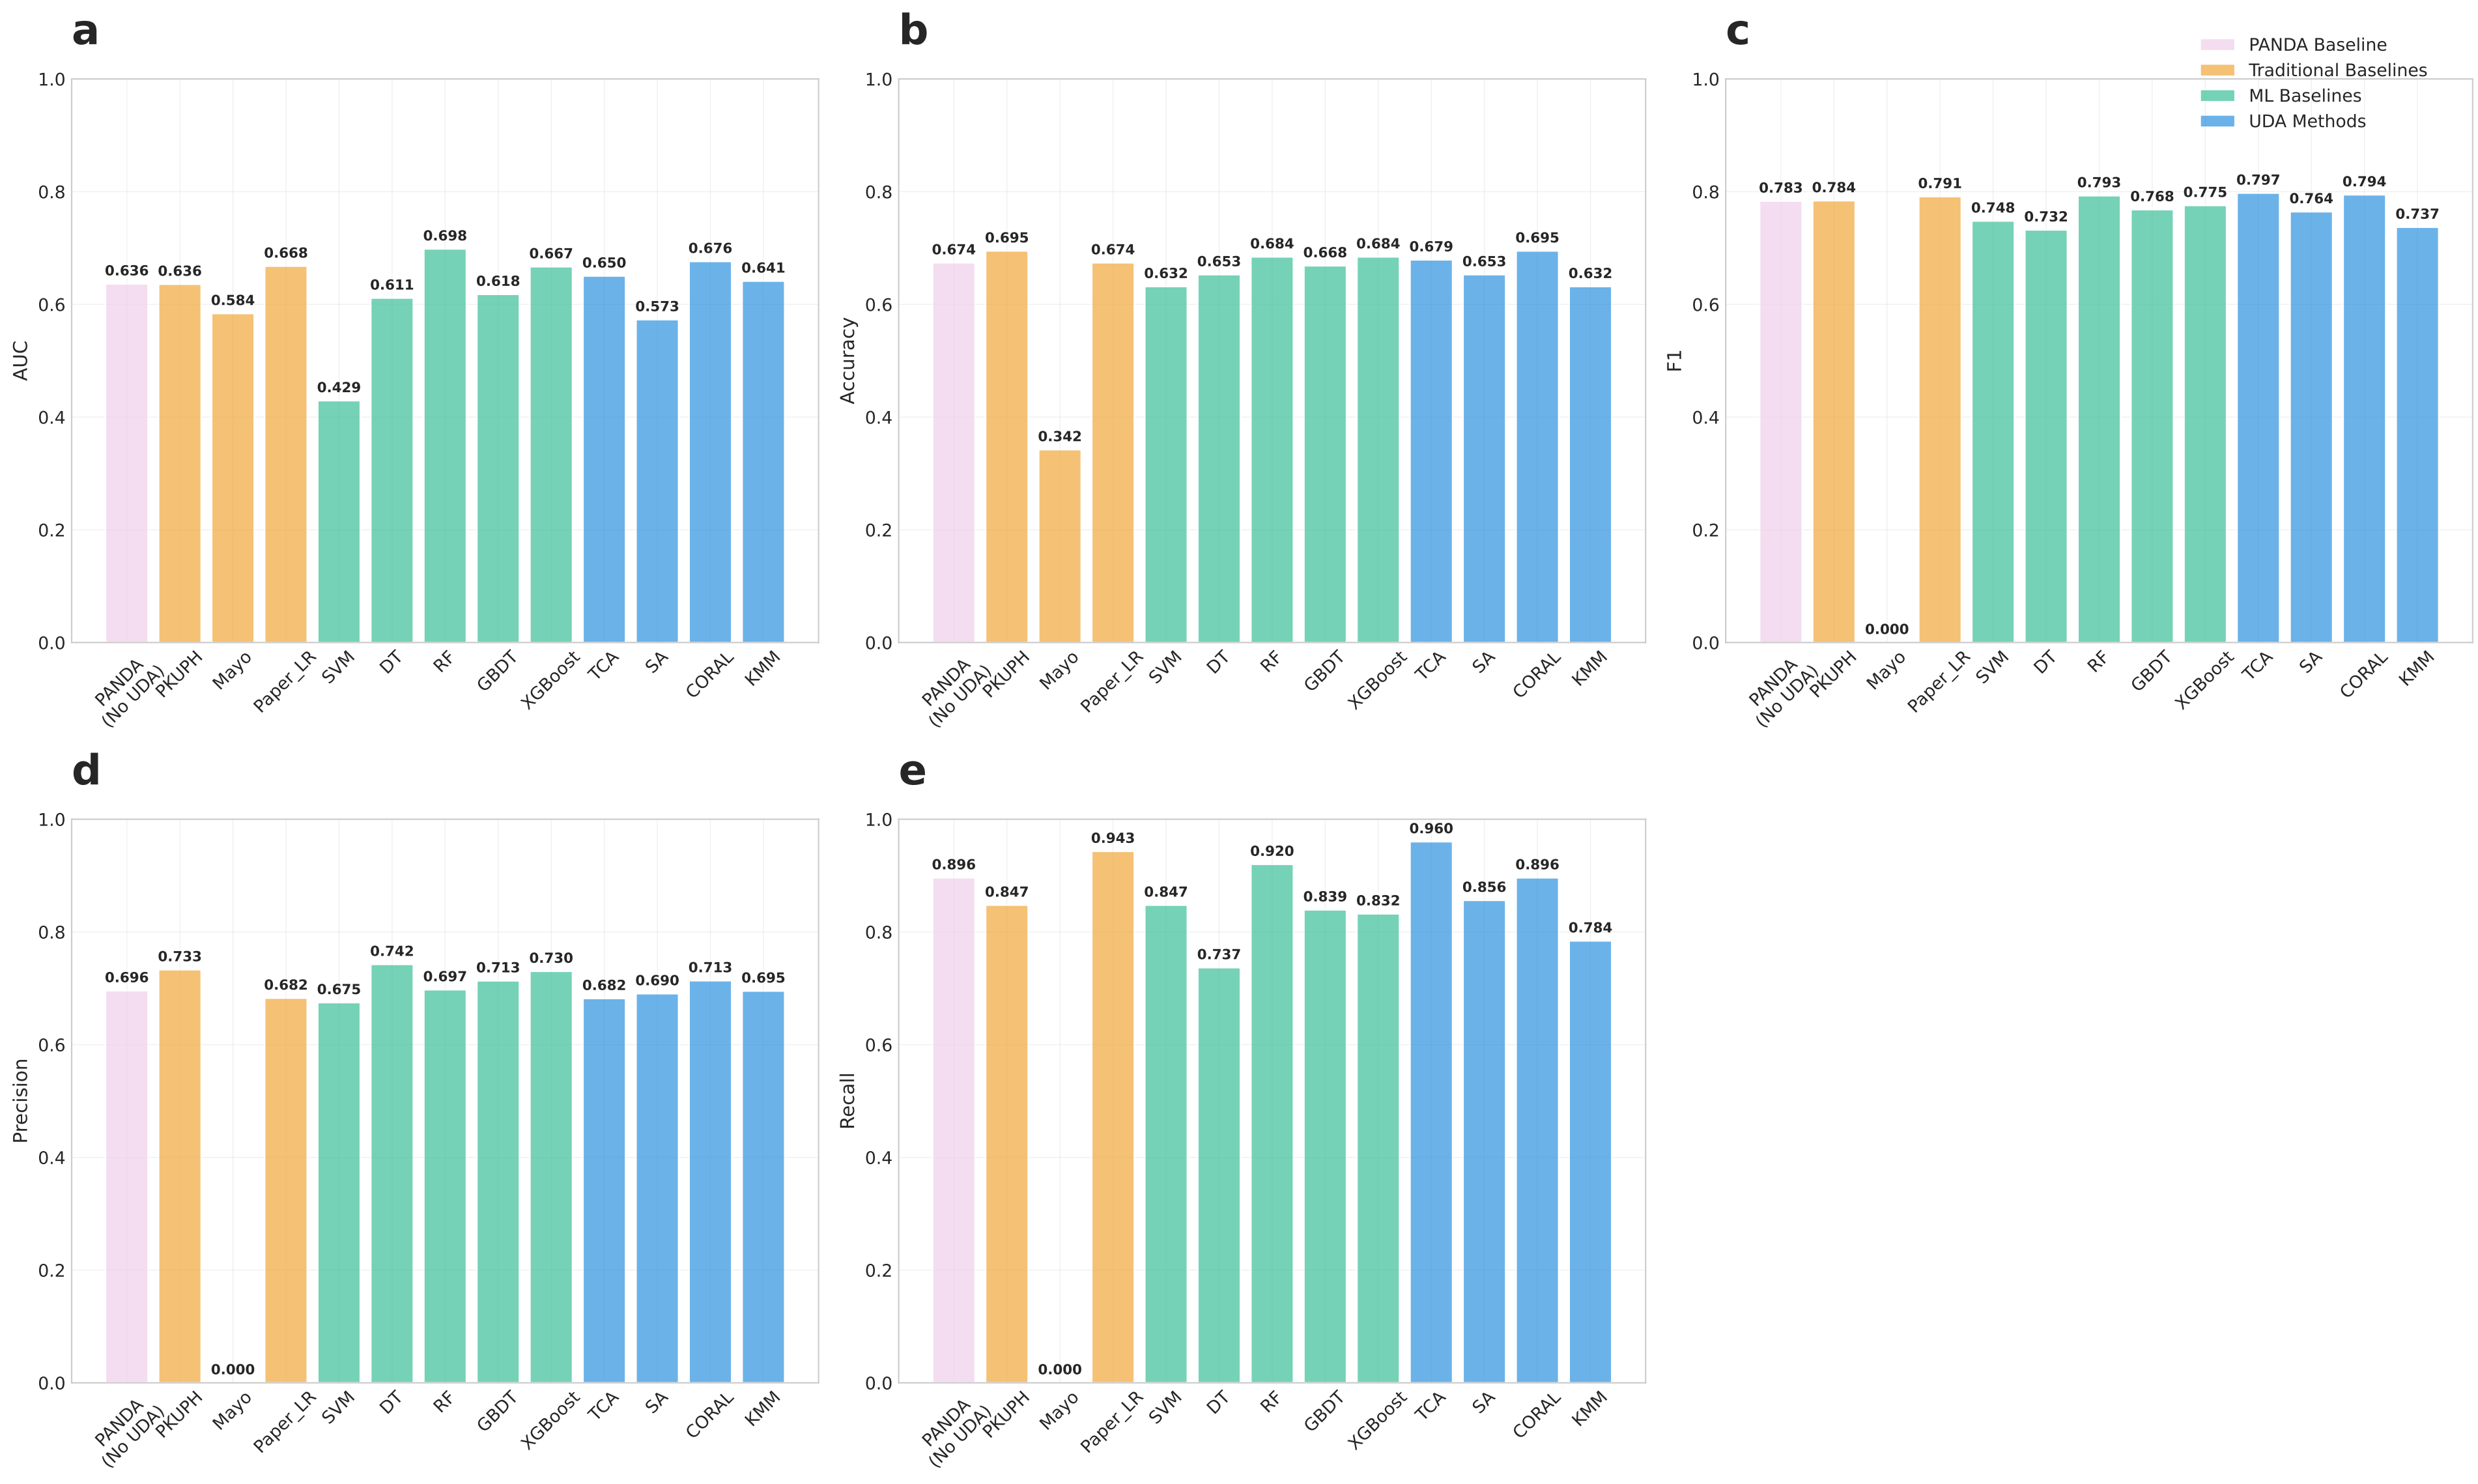 a
AUC
1.0
0.8
0.6
0.4
0.2
0.0
0.636
0.636
0.584
0.668
0.429
0.611
0.698
0.618
0.667
0.650
0.573
0.676
0.641
PANDA
(No UDA)
PKUPH
Mayo
Paper_LR
SVM
DT
RF
GBDT
XGBoost
TCA
SA
CORAL
KMM
b
Accuracy
1.0
0.8
0.6
0.4
0.2
0.0
0.674
0.695
0.342
0.674
0.632
0.653
0.684
0.668
0.684
0.679
0.653
0.695
0.632
PANDA
(No UDA)
PKUPH
Mayo
Paper_LR
SVM
DT
RF
GBDT
XGBoost
TCA
SA
CORAL
KMM
c
PANDA Baseline
Traditional Baselines
ML Baselines
UDA Methods
F1
1.0
0.8
0.6
0.4
0.2
0.0
0.783
0.784
0.000
0.791
0.748
0.732
0.793
0.768
0.775
0.797
0.764
0.794
0.737
PANDA
(No UDA)
PKUPH
Mayo
Paper_LR
SVM
DT
RF
GBDT
XGBoost
TCA
SA
CORAL
KMM
d
Precision
1.0
0.8
0.6
0.4
0.2
0.0
0.696
0.733
0.000
0.682
0.675
0.742
0.697
0.713
0.730
0.682
0.690
0.713
0.695
PANDA
(No UDA)
PKUPH
Mayo
Paper_LR
SVM
DT
RF
GBDT
XGBoost
TCA
SA
CORAL
KMM
e
Recall
1.0
0.8
0.6
0.4
0.2
0.0
0.896
0.847
0.000
0.943
0.847
0.737
0.920
0.839
0.832
0.960
0.856
0.896
0.784
PANDA
(No UDA)
PKUPH
Mayo
Paper_LR
SVM
DT
RF
GBDT
XGBoost
TCA
SA
CORAL
KMM